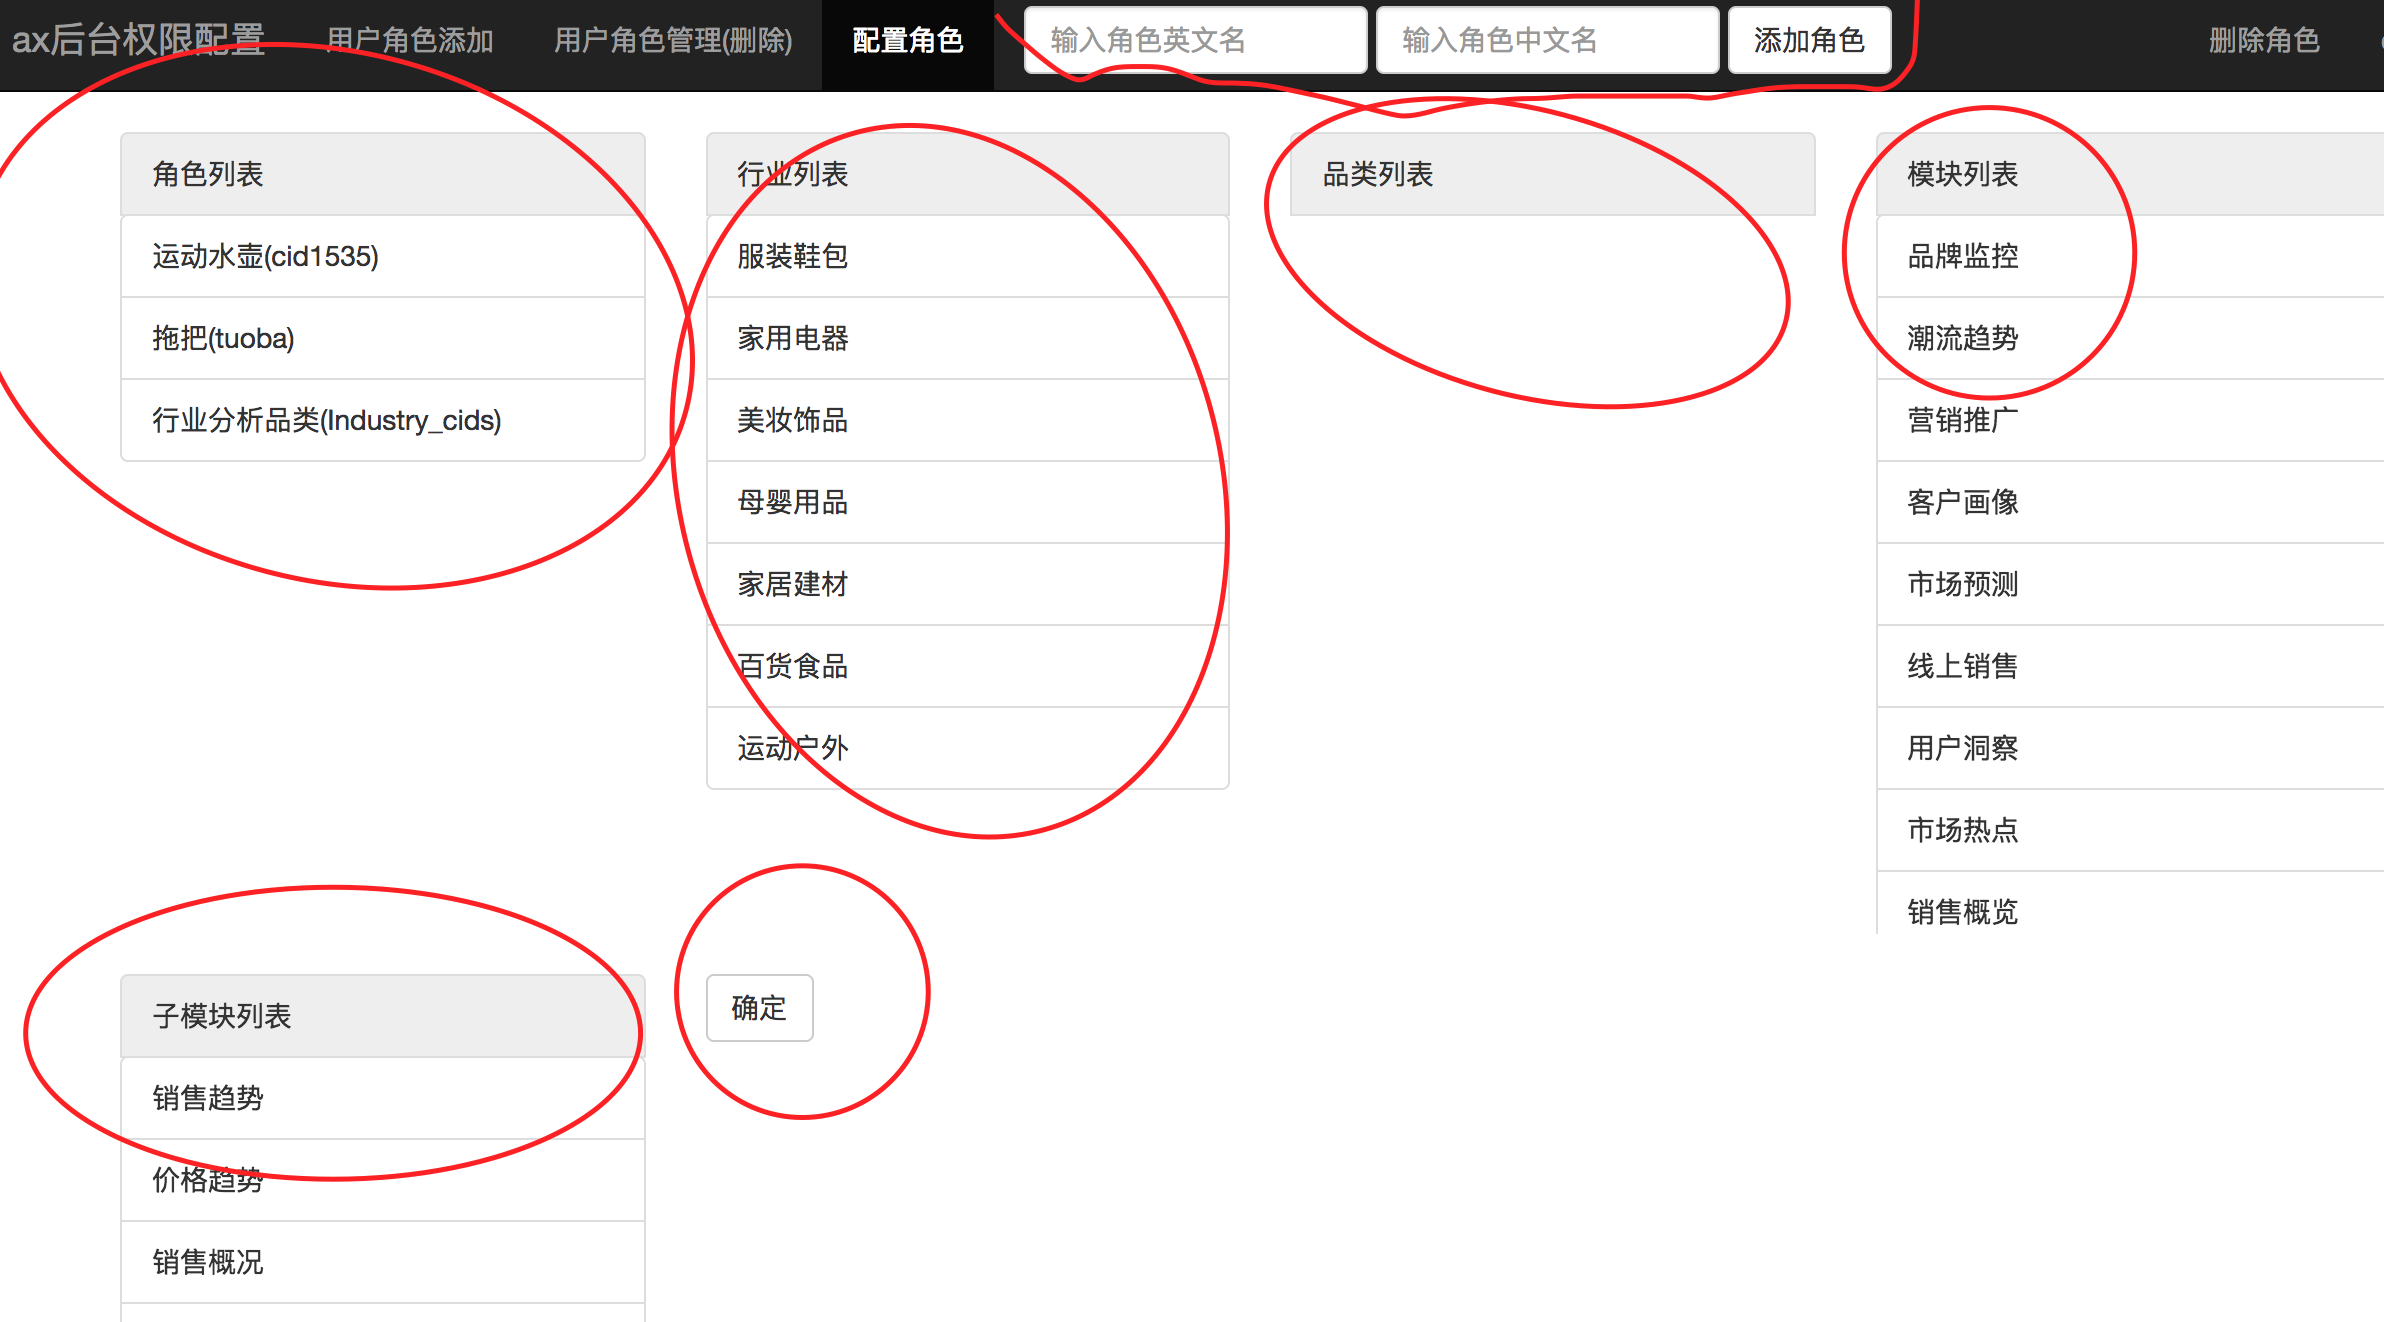 ax后台权限配置 用户角色添加 用户角色管理(删除) 配置角色 输入角色英文名 输入角色中文名 添加角色 删除角色
角色列表
运动水壶(cid1535)
拖把(tuoba)
行业分析品类(Industry_cids)
行业列表
服装鞋包
家用电器
美妆饰品
母婴用品
家居建材
百货食品
运动户外
品类列表
模块列表
品牌监控
潮流趋势
营销推广
客户画像
市场预测
线上销售
用户洞察
市场热点
销售概览
子模块列表
销售趋势
价格趋势
销售概况
确定